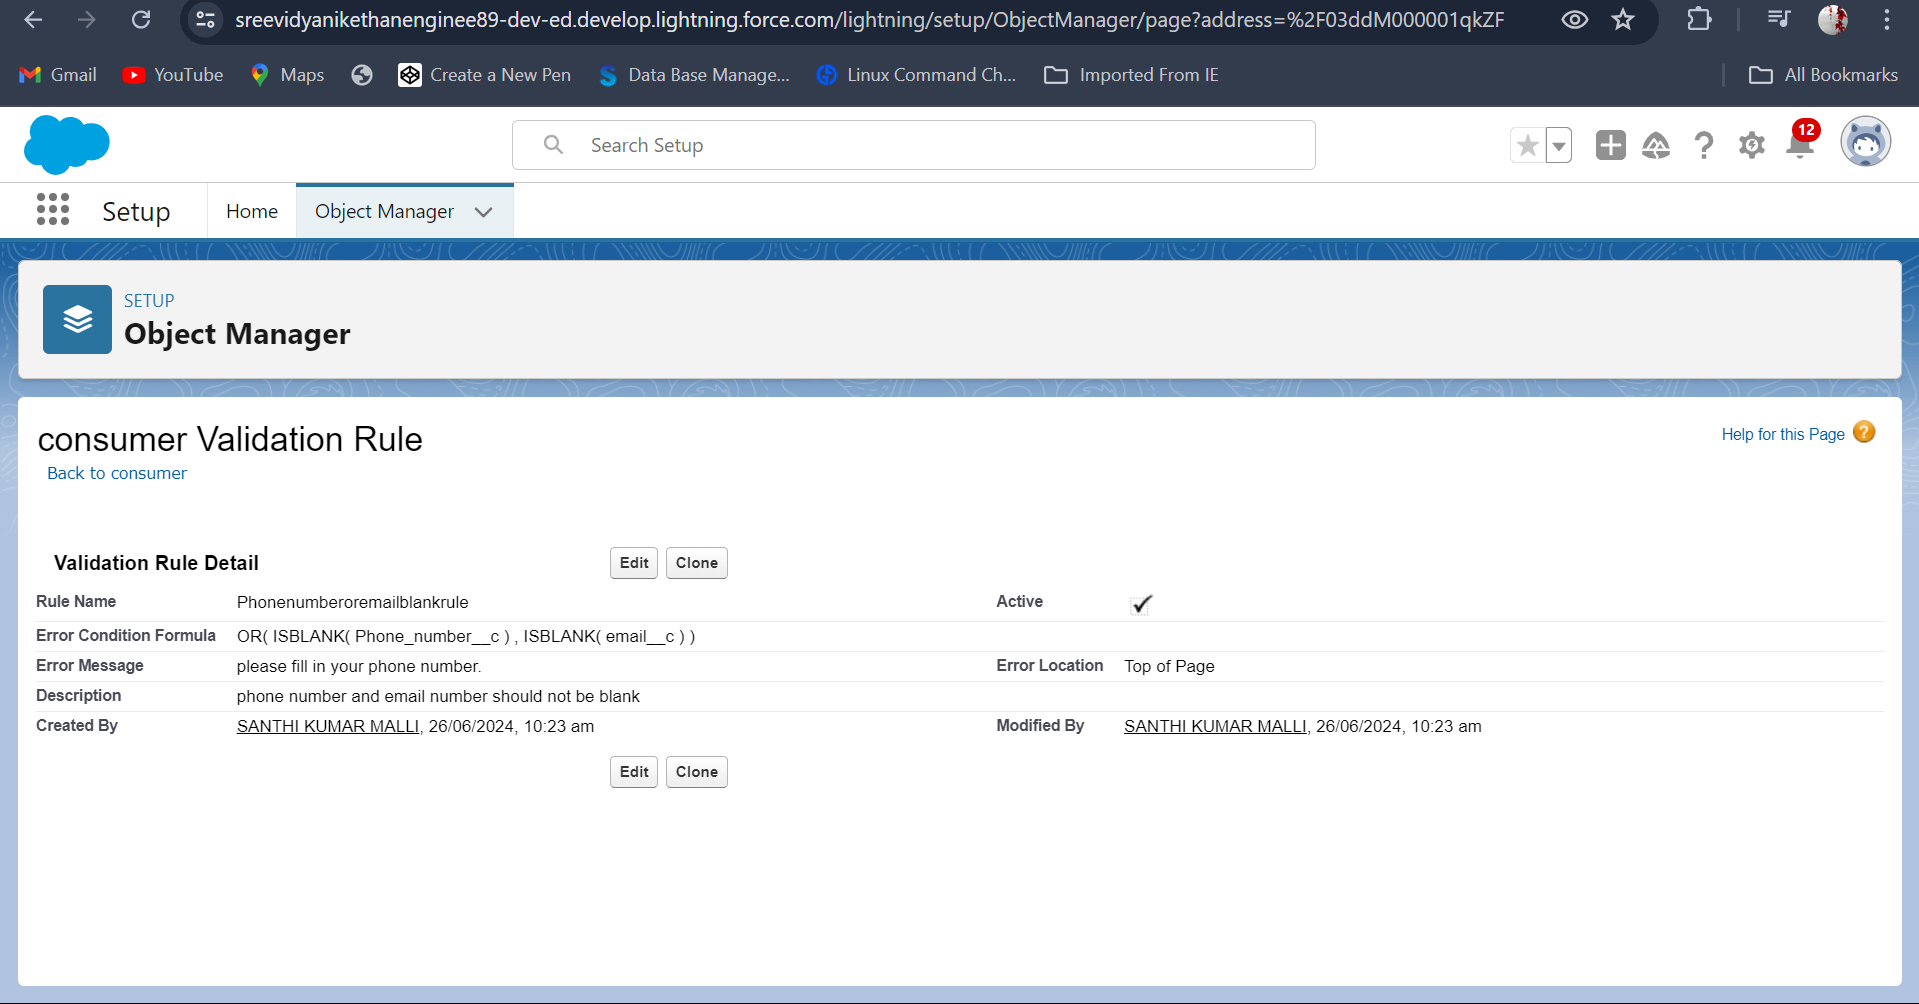 sreevidyanikethanenginee89-dev-ed.develop.lightning.force.com/lightning/setup/ObjectManager/page?address=%2F03ddM000001qkZF
Gmail YouTube Maps Create a New Pen Data Base Manage... Linux Command Ch... Imported From IE All Bookmarks
Search Setup 12
Setup Home Object Manager
SETUP
Object Manager
consumer Validation Rule Help for this Page ?
Back to consumer
Validation Rule Detail Edit Clone
Rule Name Phonenumberoremailblankrule Active
Error Condition Formula OR( ISBLANK( Phone_number__c ) , ISBLANK( email__c ) )
Error Message please fill in your phone number. Error Location Top of Page
Description phone number and email number should not be blank
Created By SANTHI KUMAR MALLI, 26/06/2024, 10:23 am Modified By SANTHI KUMAR MALLI, 26/06/2024, 10:23 am
Edit Clone